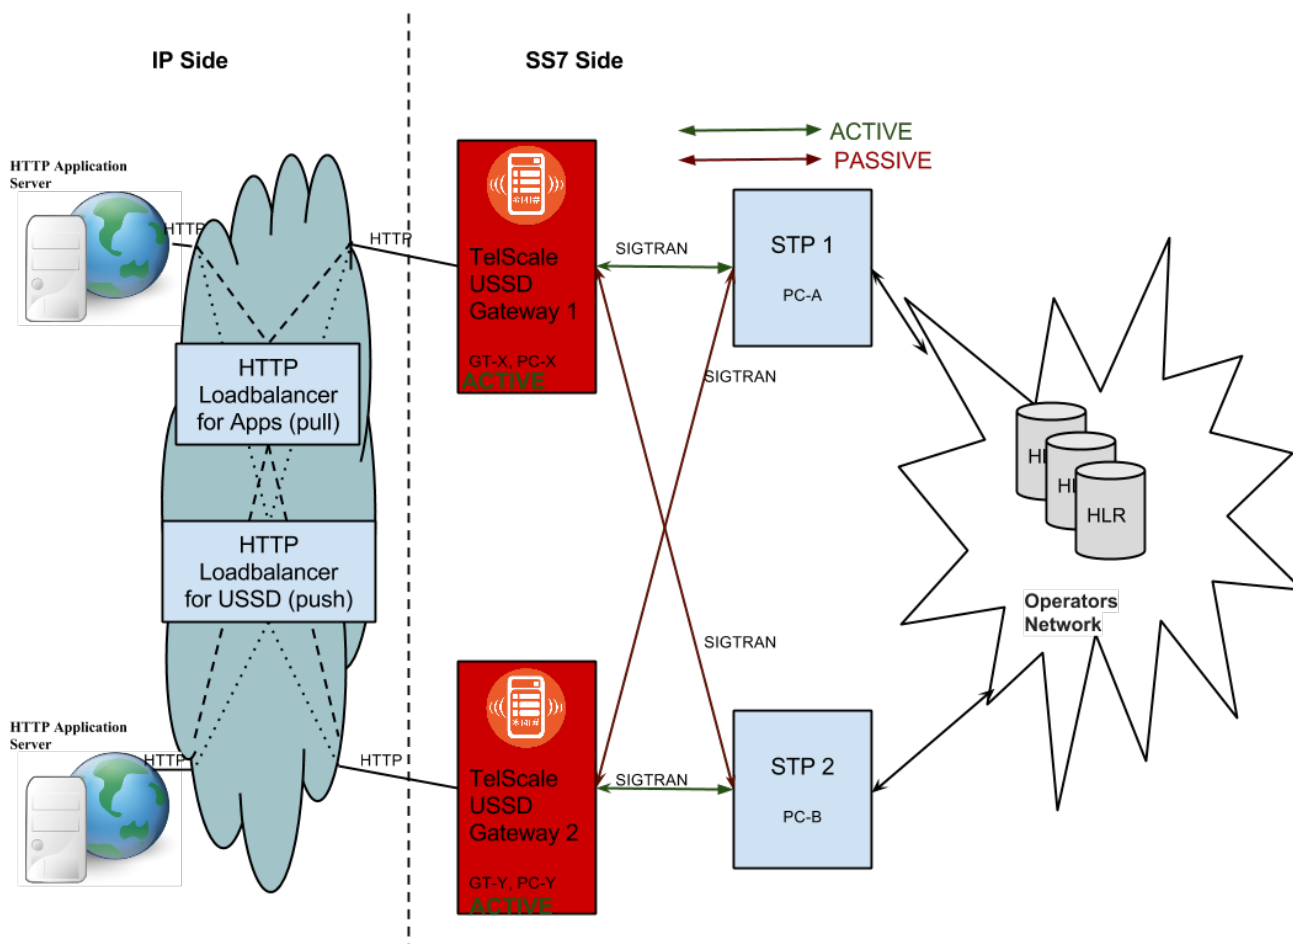 IP Side
SS7 Side
ACTIVE
PASSIVE
HTTP Application
Server
HTTP
HTTP
*!4!#
TelScale
USSD
Gateway 1
GT-X, PC-X
ACTIVE
SIGTRAN
STP 1
PC-A
SIGTRAN
HTTP
Loadbalancer
for Apps (pull)
HTTP
Loadbalancer
for USSD (push)
HLR
Operators
Network
SIGTRAN
HTTP Application
Server
HTTP
HTTP
TelScale
USSD
Gateway 2
GT-Y, PC-Y
ACTIVE
SIGTRAN
STP 2
PC-B